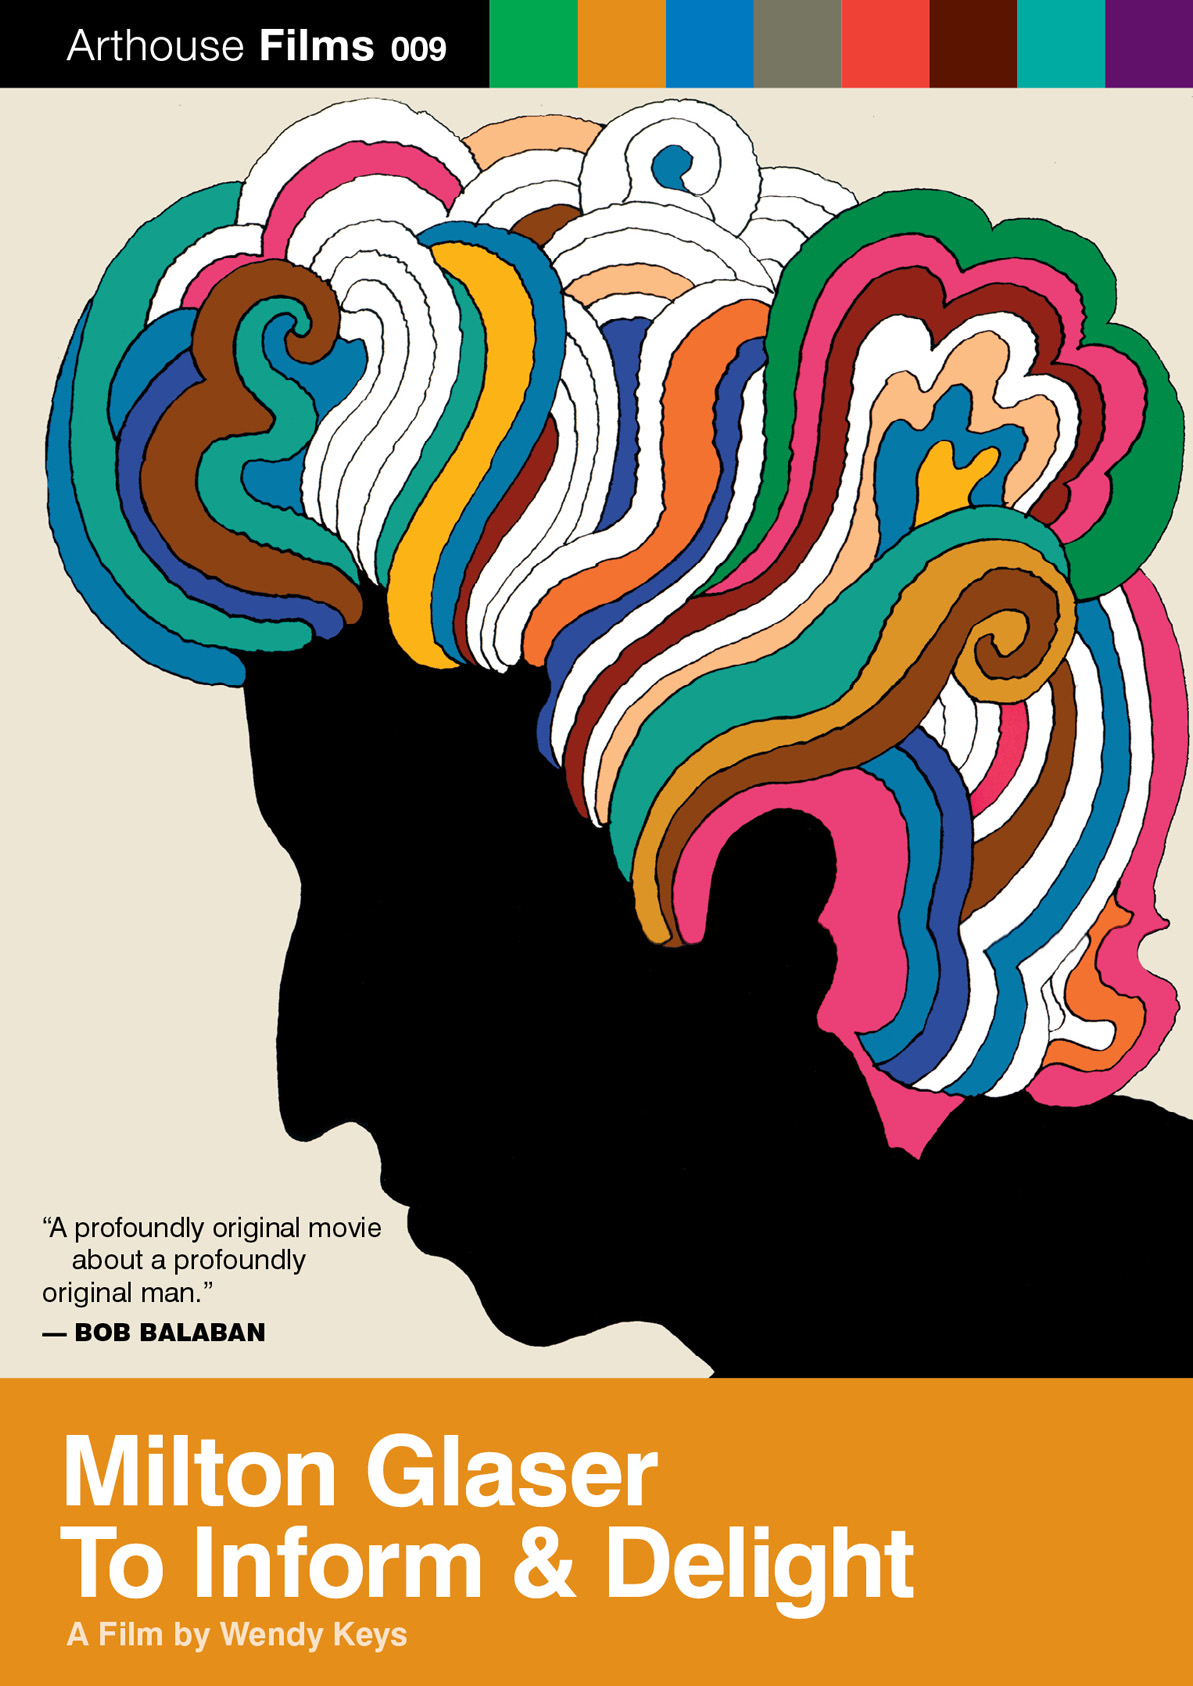 Arthouse Films 009
“A profoundly original movie
about a profoundly
original man.”
— BOB BALABAN
Milton Glaser
To Inform & Delight
A Film by Wendy Keys